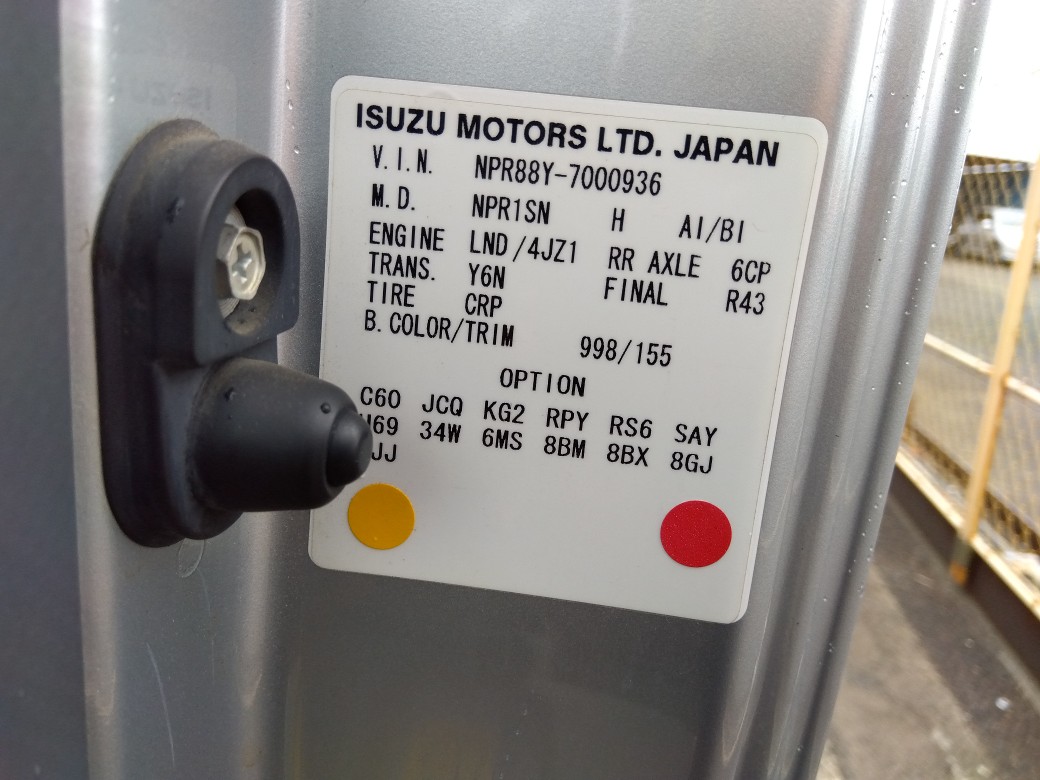 ISUZU MOTORS LTD. JAPAN
V.I.N. NPR88Y-7000936
M.D. NPR1SN H AI/BI
ENGINE LND/4JZ1 RR AXLE 6CP
TRANS. Y6N FINAL R43
TIRE CRP
B.COLOR/TRIM 998/155
OPTION
C60 JCQ KG2 RPY RS6 SAY
34W 6MS 8BM 8BX 8GJ